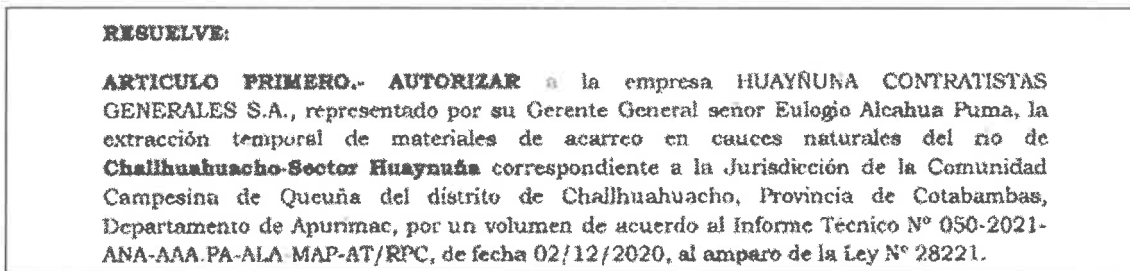 RESUELVE:
ARTICULO PRIMERO.- AUTORIZAR a la empresa HUAYÑUNA CONTRATISTAS
GENERALES S.A., representado por su Gerente General señor Eulogio Alcahua Puma, la
extracción temporal de materiales de acarreo en cauces naturales del rio de
Challhuahuacho-Sector Huaynuña correspondiente a la Jurisdicción de la Comunidad
Campesina de Queuña del distrito de Challhuahuacho, Provincia de Cotabambas,
Departamento de Apurimac, por un volumen de acuerdo al Informe Técnico Nº 050-2021-
ANA-AAA.PA-ALA-MAP-AT/RPC, de fecha 02/12/2020, al amparo de la Ley Nº 28221.